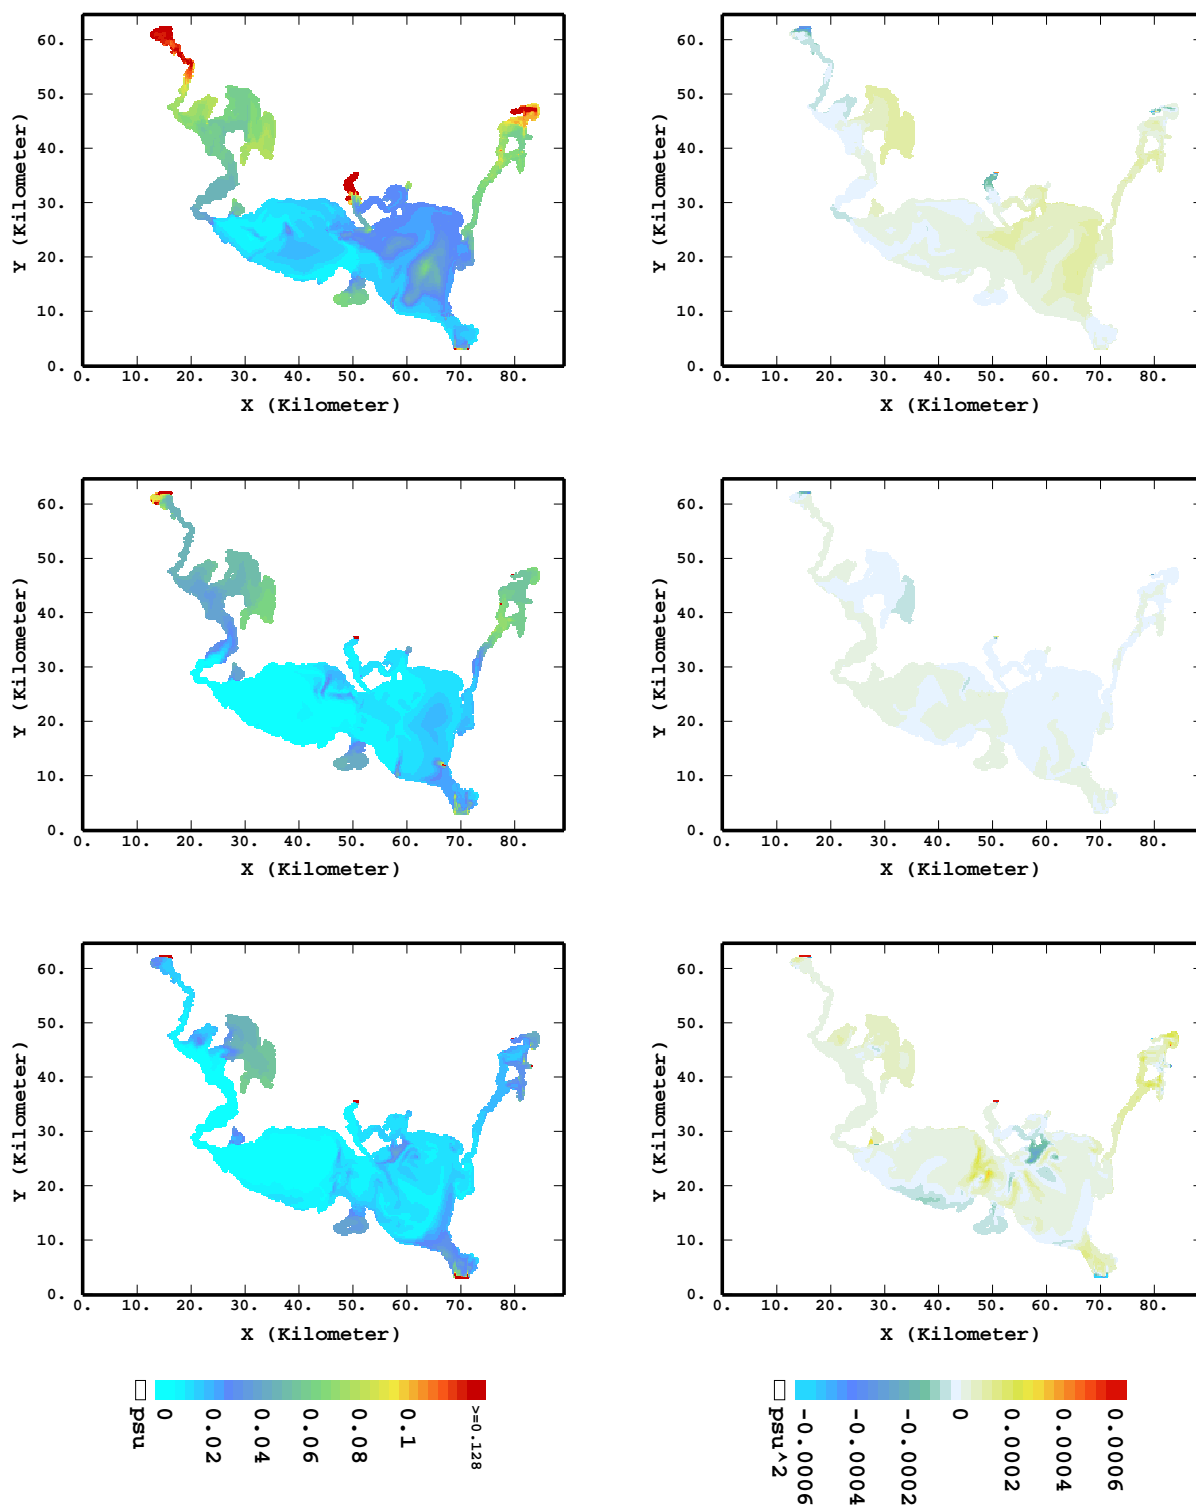 60.
50.
40.
30.
20.
10.
0.
Y (Kilometer)
0. 10. 20. 30. 40. 50. 60. 70. 80.
X (Kilometer)
60.
50.
40.
30.
20.
10.
0.
Y (Kilometer)
0. 10. 20. 30. 40. 50. 60. 70. 80.
X (Kilometer)
60.
50.
40.
30.
20.
10.
0.
Y (Kilometer)
0. 10. 20. 30. 40. 50. 60. 70. 80.
X (Kilometer)
60.
50.
40.
30.
20.
10.
0.
Y (Kilometer)
0. 10. 20. 30. 40. 50. 60. 70. 80.
X (Kilometer)
60.
50.
40.
30.
20.
10.
0.
Y (Kilometer)
0. 10. 20. 30. 40. 50. 60. 70. 80.
X (Kilometer)
60.
50.
40.
30.
20.
10.
0.
Y (Kilometer)
0. 10. 20. 30. 40. 50. 60. 70. 80.
X (Kilometer)
psu
0
0.02
0.04
0.06
0.08
0.1
>=0.128
psu^2
-0.0006
-0.0004
-0.0002
0
0.0002
0.0004
0.0006